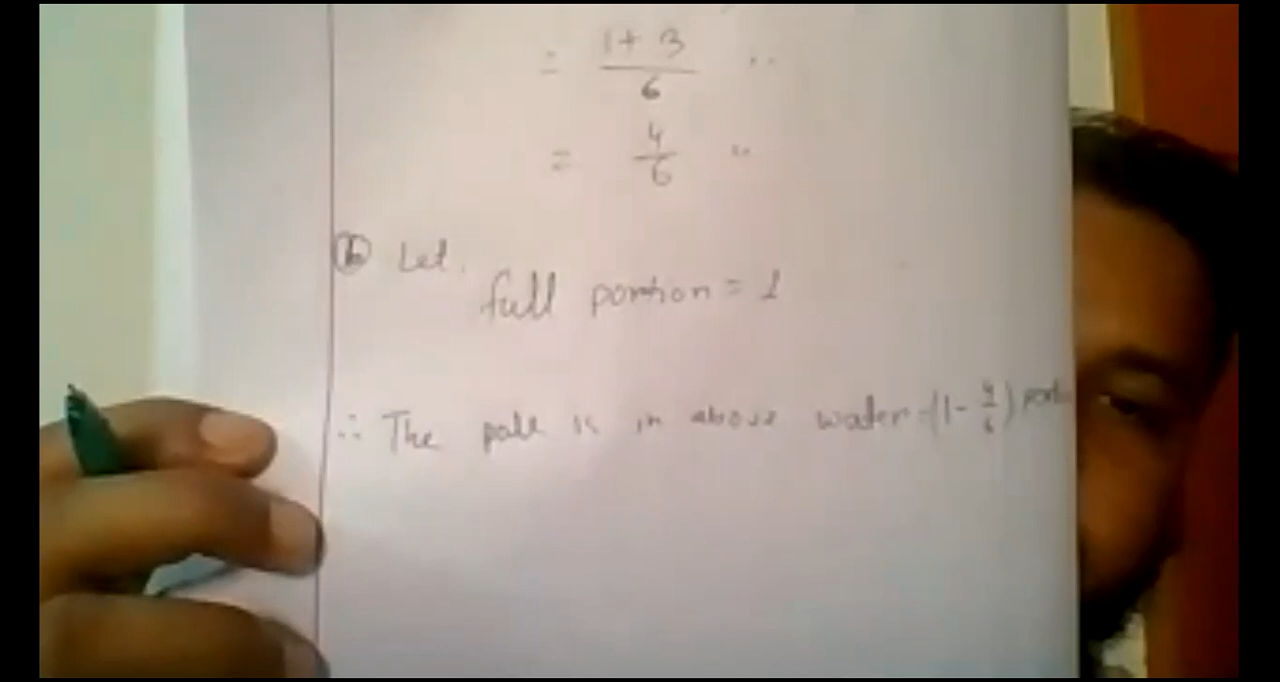 = 1+3/6 "
= 4/6 "
(b) Let,
full portion = 1
∴ The pole is in above water = (1 - 4/6)